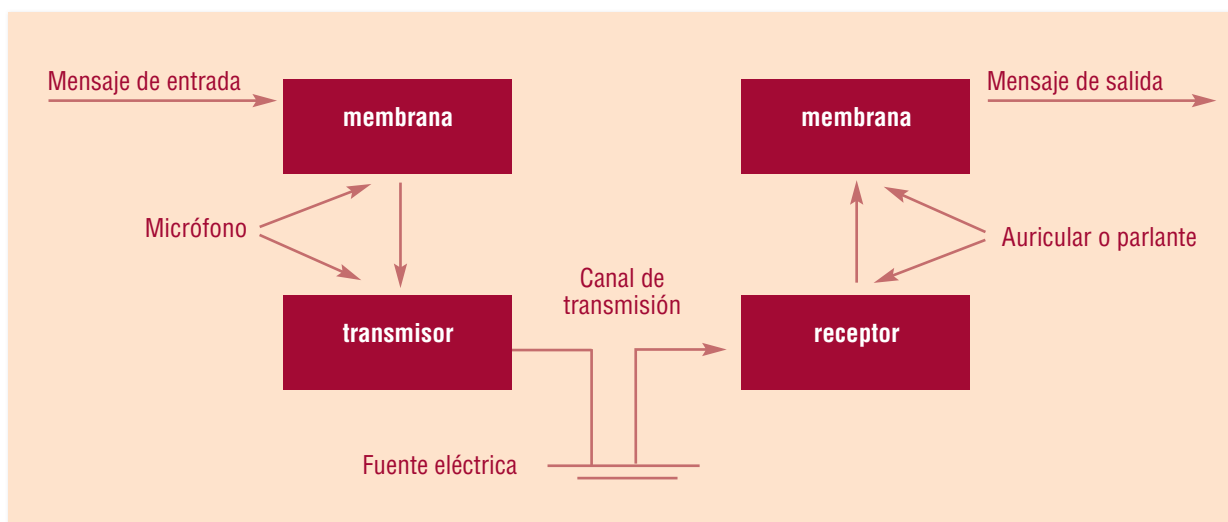 Mensaje de entrada
membrana
membrana
Mensaje de salida
Micrófono
Auricular o parlante
Canal de
transmisión
transmisor
receptor
Fuente eléctrica